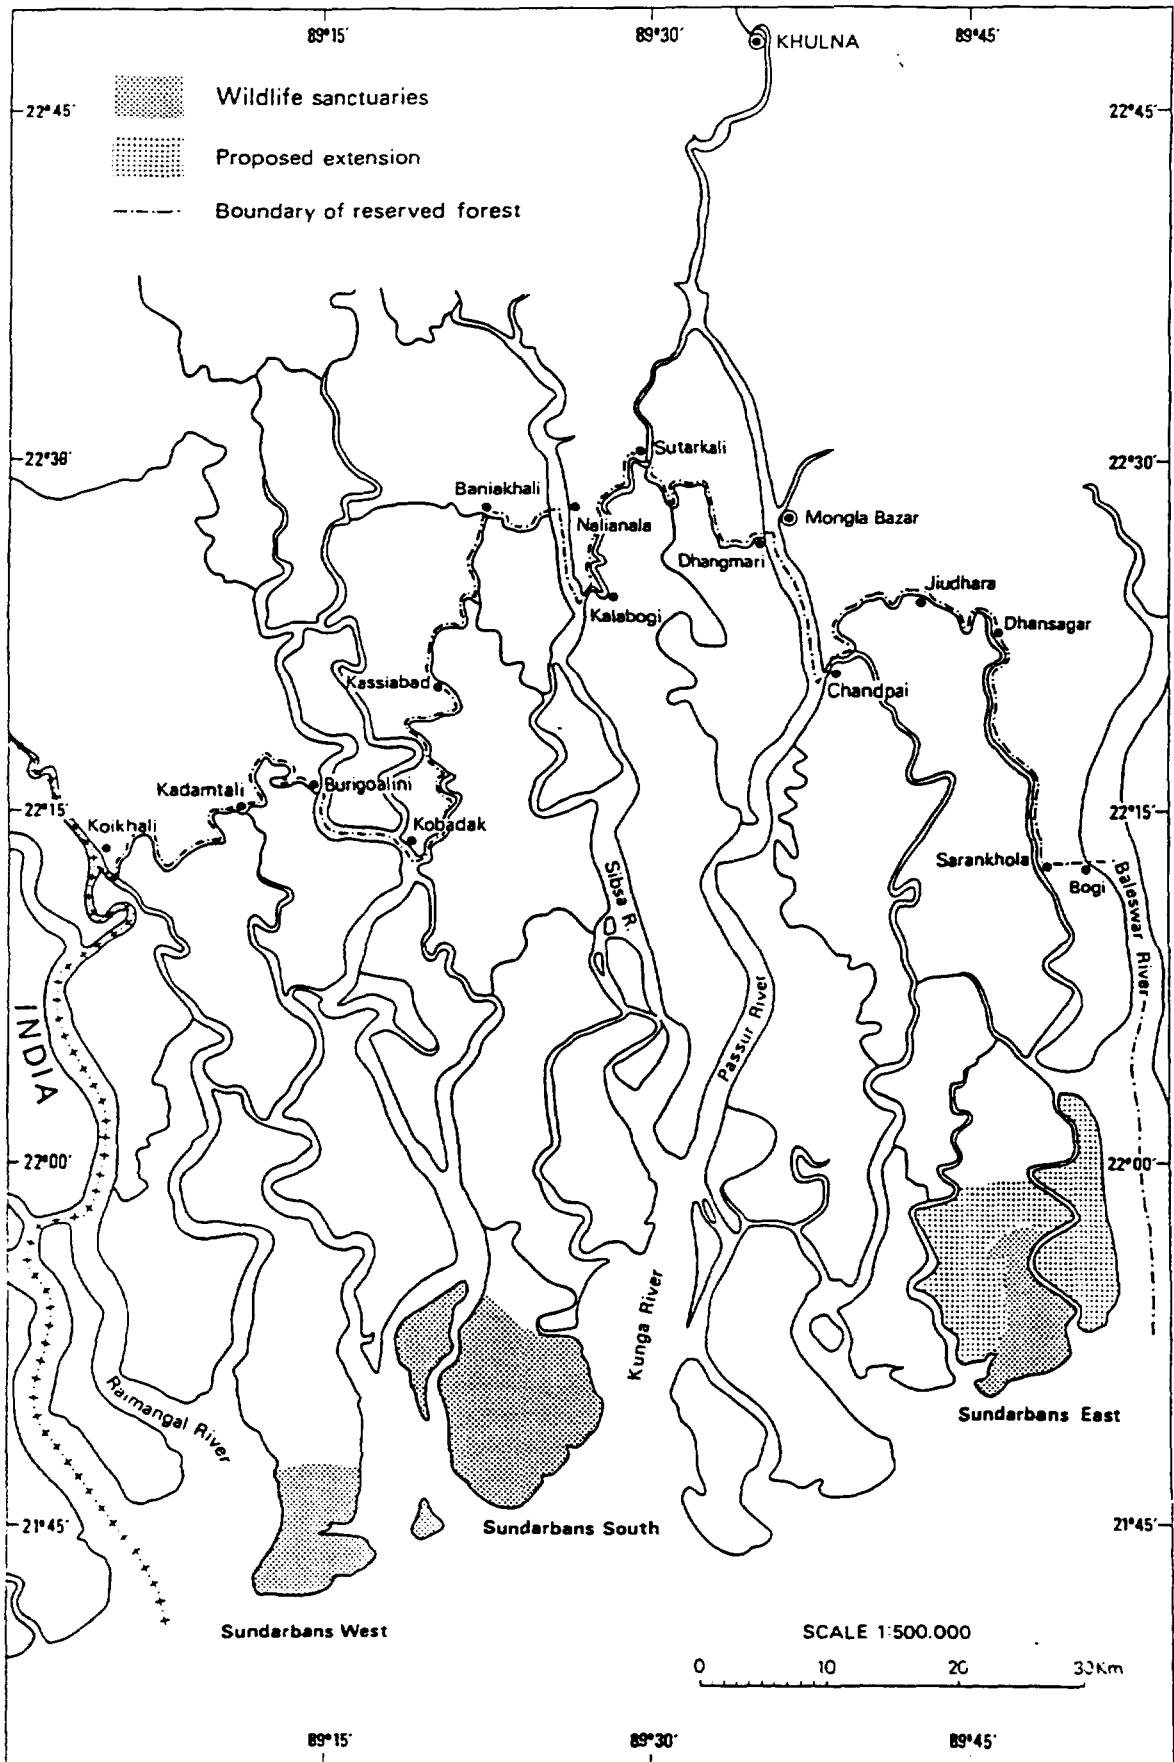 89°15′ 89°30′ 89°45′
KHULNA
Wildlife sanctuaries
22°45′ 22°45′
Proposed extension
Boundary of reserved forest
22°30′ 22°30′
Sutarkali
Baniakhali
Nalianala
Mongla Bazar
Dhangmari
Jiudhara
Kalabogi
Dhansagar
Kassiabad
Chandpai
Kadamtali
Burigoalini
22°15′ 22°15′
Koikhali
Kobadak
Sarankhola
Bogi
Sibsa R.
Baleswar River
Passur River
INDIA
22°00′ 22°00′
Kunga River
Raimangal River
Sundarbans East
21°45′ 21°45′
Sundarbans South
Sundarbans West
SCALE 1:500.000
0 10 20 30Km
89°15′ 89°30′ 89°45′